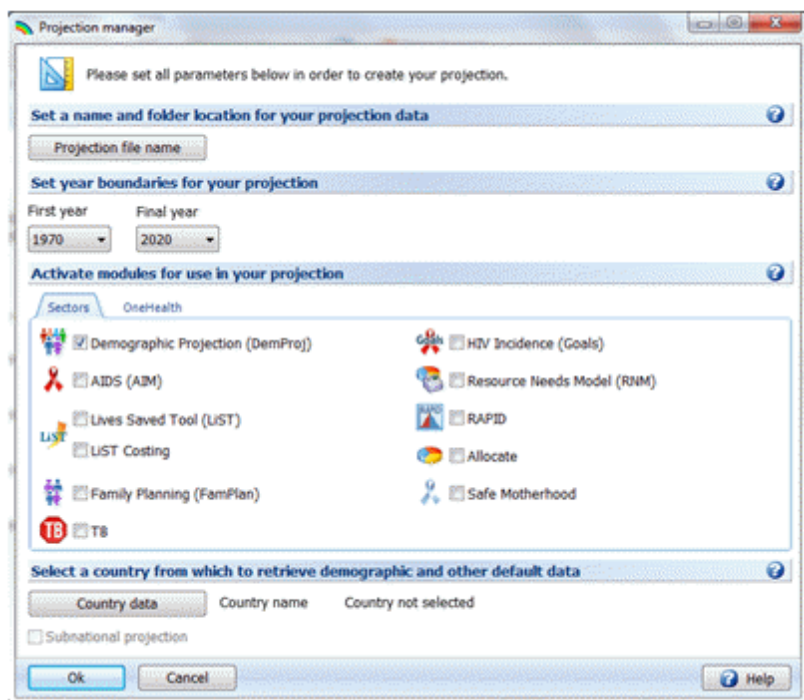 Projection manager
Please set all parameters below in order to create your projection.
Set a name and folder location for your projection data
Projection file name
Set year boundaries for your projection
First year Final year
1970 2020
Activate modules for use in your projection
Sectors OneHealth
Demographic Projection (DemProj) Goals HIV Incidence (Goals)
AIDS (AIM) Resource Needs Model (RNM)
Lives Saved Tool (LiST) RAPID RAPID
LiST LiST Costing Allocate
Family Planning (FamPlan) Safe Motherhood
TB TB
Select a country from which to retrieve demographic and other default data
Country data Country name Country not selected
Subnational projection
Ok Cancel Help